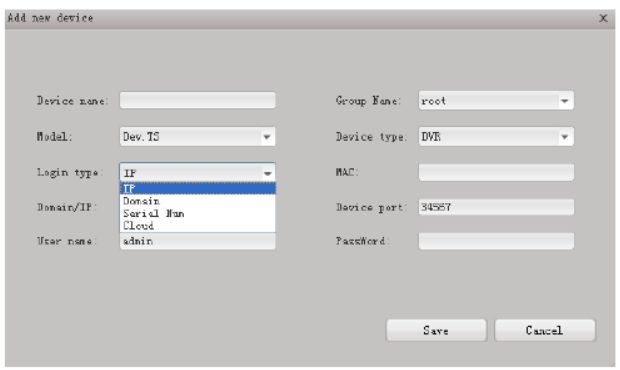 Add new device X
Device name: Group Name: root
Model: Dev.TS Device type: DVR
Login type: IP MAC:
IP
Domain/IP: Domain Device port: 34567
Serial Num
Cloud
User name: admin PassWord:
Save Cancel